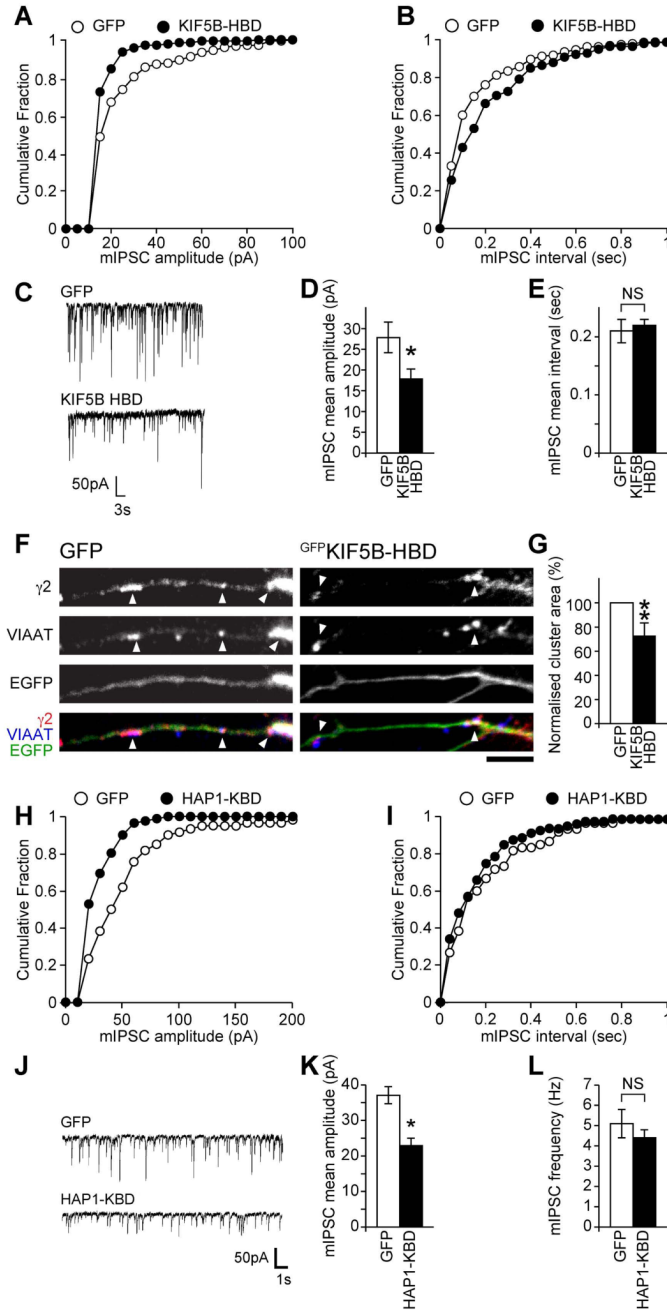 A
GFP KIF5B-HBD
Cumulative Fraction
1
0.8
0.6
0.4
0.2
0
0 20 40 60 80 100
mIPSC amplitude (pA)
B
GFP KIF5B-HBD
Cumulative Fraction
1
0.8
0.6
0.4
0.2
0
0 0.2 0.4 0.6 0.8 1
mIPSC interval (sec)
C
GFP
KIF5B HBD
50pA
3s
D
mIPSC mean amplitude (pA)
30
25
20
15
10
5
0
*
GFP
KIF5B
HBD
E
mIPSC mean interval (sec)
NS
0.2
0.1
0
GFP
KIF5B
HBD
F
GFP
GFPKIF5B-HBD
γ2
VIAAT
EGFP
γ2
VIAAT
EGFP
G
Normalised cluster area (%)
100
80
60
40
20
0
**
GFP
KIF5B
HBD
H
GFP HAP1-KBD
Cumulative Fraction
1
0.8
0.6
0.4
0.2
0
0 50 100 150 200
mIPSC amplitude (pA)
I
GFP HAP1-KBD
Cumulative Fraction
1
0.8
0.6
0.4
0.2
0
0 0.2 0.4 0.6 0.8 1
mIPSC interval (sec)
J
GFP
HAP1-KBD
50pA
1s
K
mIPSC mean amplitude (pA)
40
30
20
10
0
*
GFP
HAP1-KBD
L
mIPSC frequency (Hz)
NS
7
6
5
4
3
2
1
0
GFP
HAP1-KBD